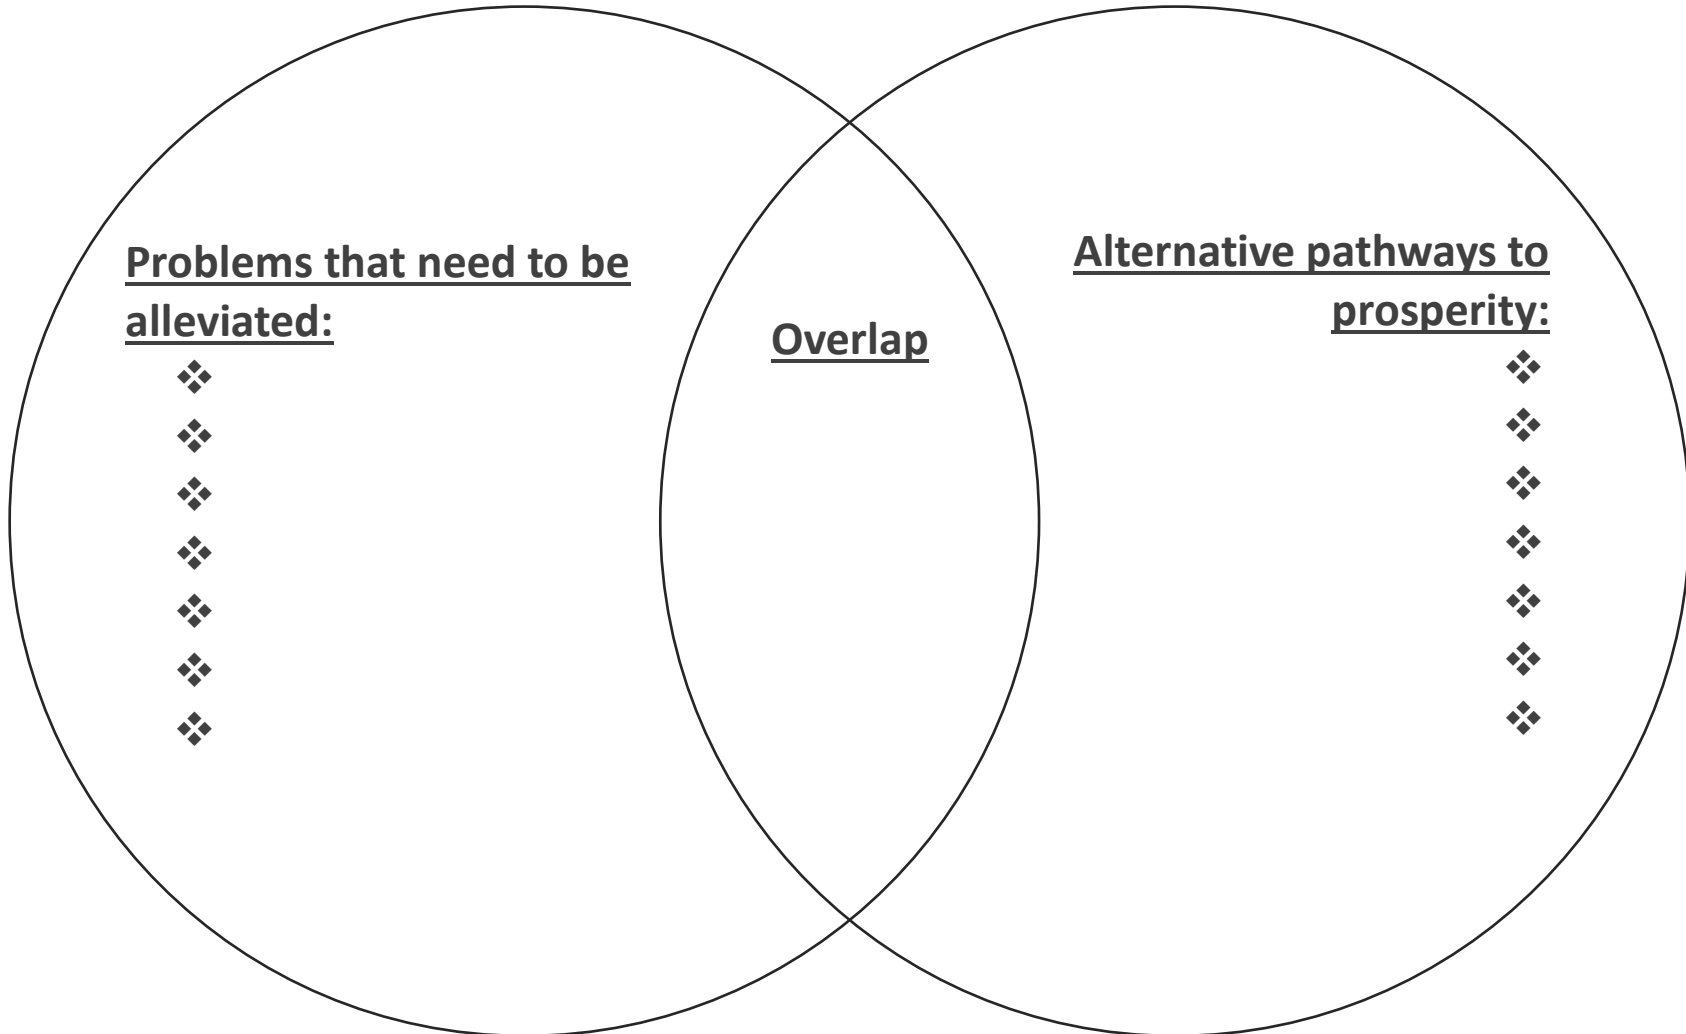 Problems that need to be
alleviated:
❖
❖
❖
❖
❖
❖
❖
Overlap
Alternative pathways to
prosperity:
❖
❖
❖
❖
❖
❖
❖